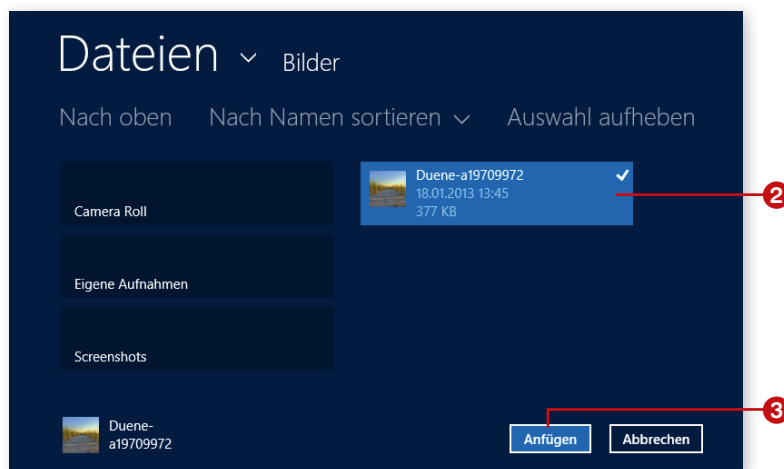 Dateien Bilder
Nach oben Nach Namen sortieren Auswahl aufheben
Camera Roll
Duene-a19709972
18.01.2013 13:45
377 KB
2
Eigene Aufnahmen
Screenshots
Duene-
a19709972
Anfügen Abbrechen
3